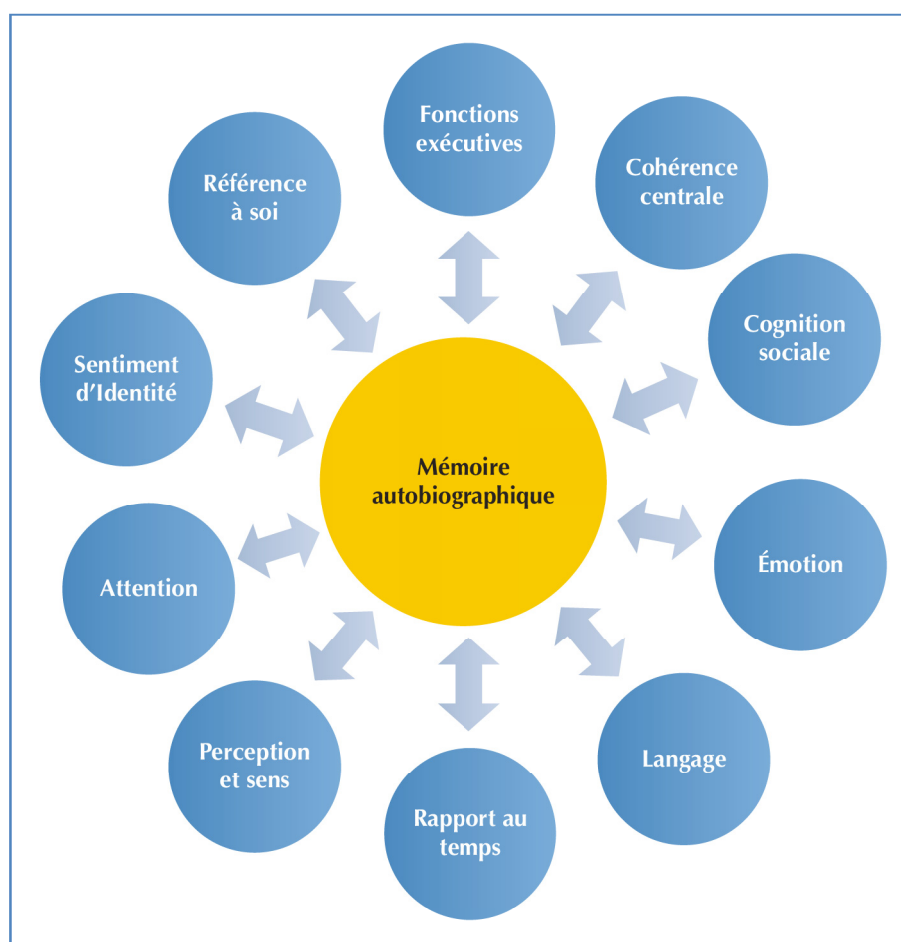 Fonctions
exécutives
Cohérence
centrale
Référence
à soi
Cognition
sociale
Sentiment
d'Identité
Mémoire
autobiographique
Émotion
Attention
Perception
et sens
Langage
Rapport au
temps